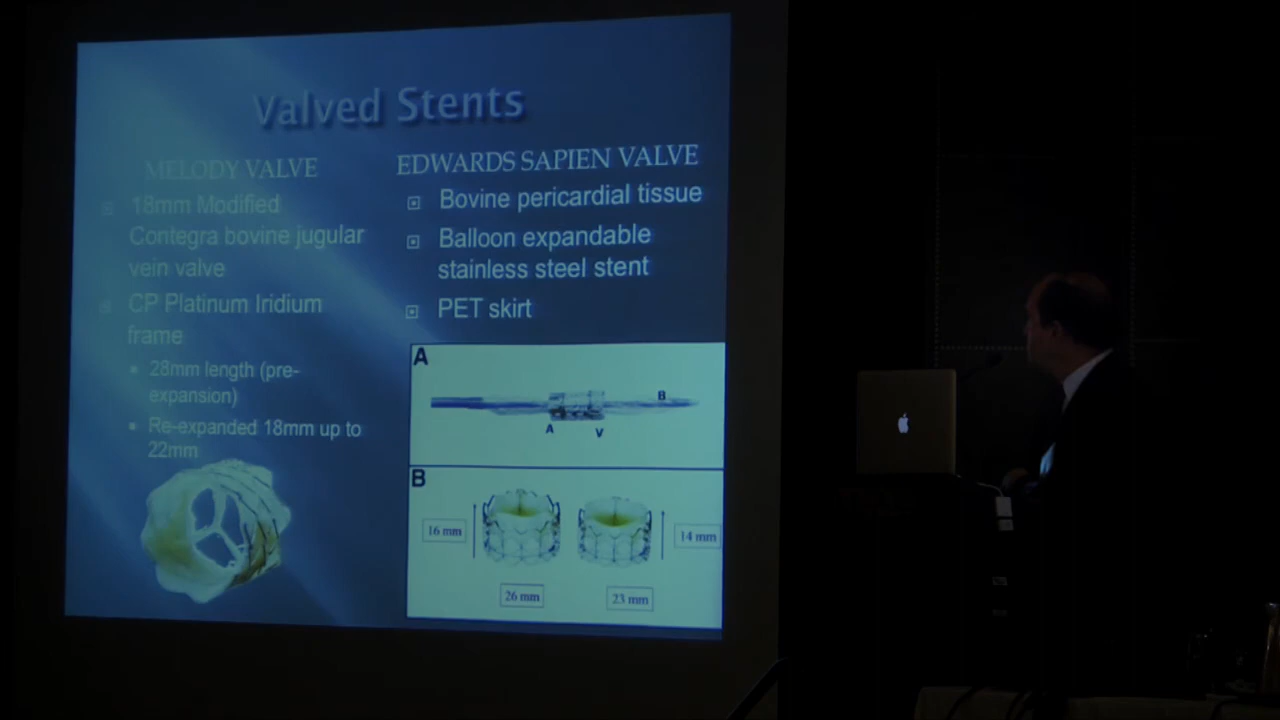 Valved Stents
MELODY VALVE
18mm Modified
Contegra bovine jugular
vein valve
CP Platinum Iridium
frame
28mm length (pre-
expansion)
Re-expanded 18mm up to
22mm
EDWARDS SAPIEN VALVE
Bovine pericardial tissue
Balloon expandable
stainless steel stent
PET skirt
A
B
A
V
B
16 mm
14 mm
26 mm
23 mm